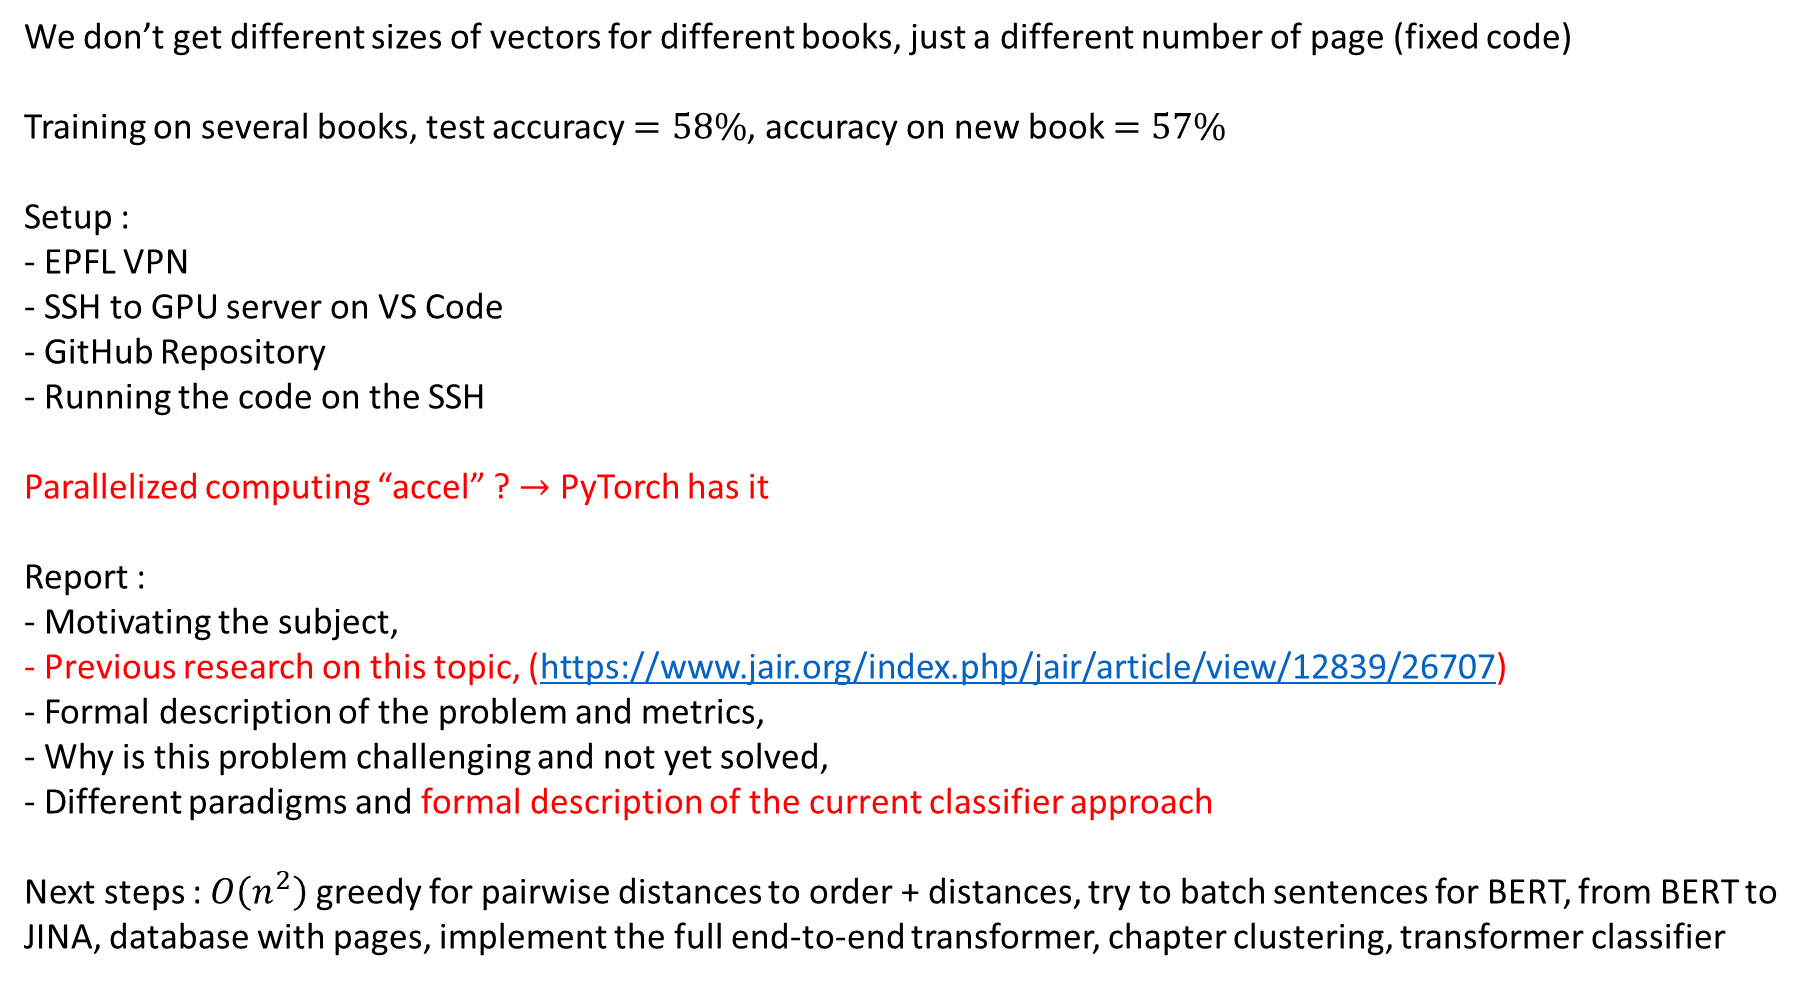 We don’t get different sizes of vectors for different books, just a different number of page (fixed code)
Training on several books, test accuracy = 58%, accuracy on new book = 57%
Setup :
- EPFL VPN
- SSH to GPU server on VS Code
- GitHub Repository
- Running the code on the SSH
Parallelized computing “accel” ? → PyTorch has it
Report :
- Motivating the subject,
- Previous research on this topic, (https://www.jair.org/index.php/jair/article/view/12839/26707)
- Formal description of the problem and metrics,
- Why is this problem challenging and not yet solved,
- Different paradigms and formal description of the current classifier approach
Next steps : O(n²) greedy for pairwise distances to order + distances, try to batch sentences for BERT, from BERT to
JINA, database with pages, implement the full end-to-end transformer, chapter clustering, transformer classifier